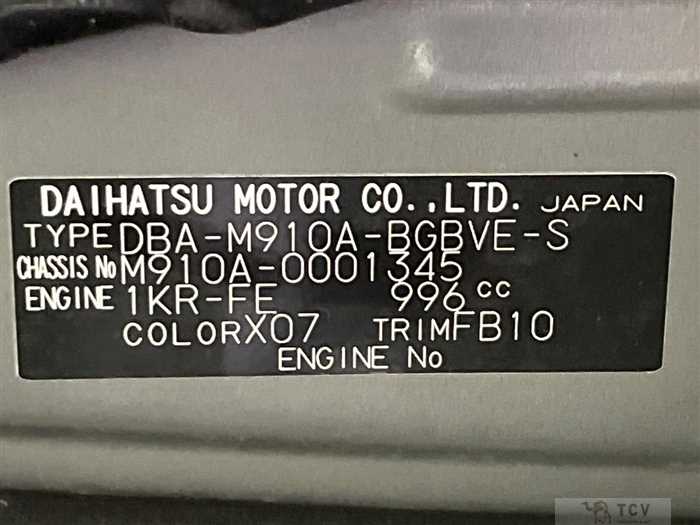 DAIHATSU MOTOR CO.,LTD. JAPAN
TYPE DBA-M910A-BGBVE-S
CHASSIS No M910A-0001345
ENGINE 1KR-FE 996 cc
COLOR X07 TRIM FB10
ENGINE No
TCV